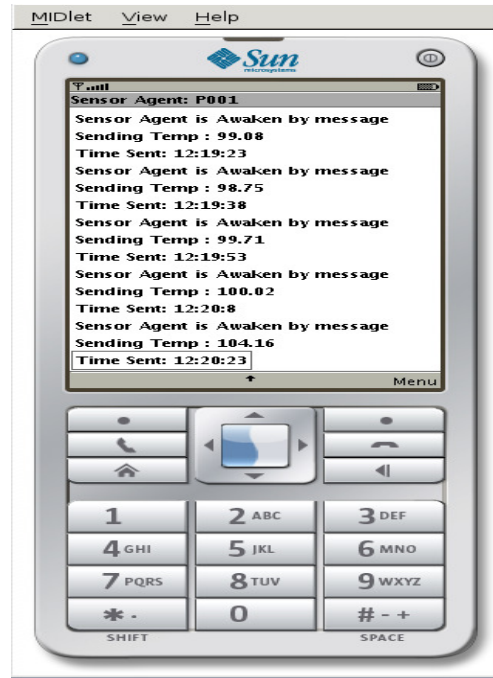 MIDlet View Help
Sun
microsystems
Sensor Agent: P001
Sensor Agent is Awaken by message
Sending Temp : 99.08
Time Sent: 12:19:23
Sensor Agent is Awaken by message
Sending Temp : 98.75
Time Sent: 12:19:38
Sensor Agent is Awaken by message
Sending Temp : 99.71
Time Sent: 12:19:53
Sensor Agent is Awaken by message
Sending Temp : 100.02
Time Sent: 12:20:8
Sensor Agent is Awaken by message
Sending Temp : 104.16
Time Sent: 12:20:23
Menu
1 2 ABC 3 DEF
4 GHI 5 JKL 6 MNO
7 PQRS 8 TUV 9 WXYZ
* . 0 # - +
SHIFT SPACE